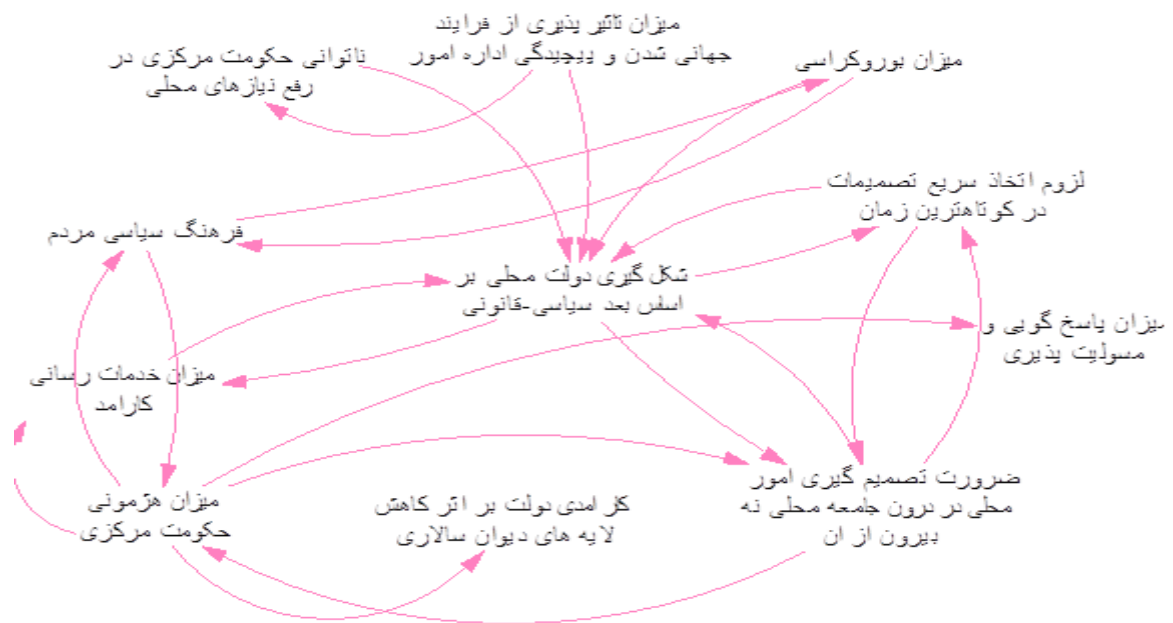 میزان تاثیر پذیری از فرایند
جهانی شدن و پیچیدگی اداره امور
ناتوانی حکومت مرکزی در
رفع نیازهای محلی
میزان بوروکراسی
لزوم اتخاذ سریع تصمیمات
در کوتاهترین زمان
فرهنگ سیاسی مردم
شکل گیری دولت محلی بر
اساس بعد سیاسی-قانونی
میزان پاسخ گویی و
مسولیت پذیری
میزان خدمات رسانی
کارامد
ضرورت تصمیم گیری امور
محلی در درون جامعه محلی نه
بیرون از ان
کار امدی دولت بر اثر کاهش
لایه های دیوان سالاری
میزان هژمونی
حکومت مرکزی